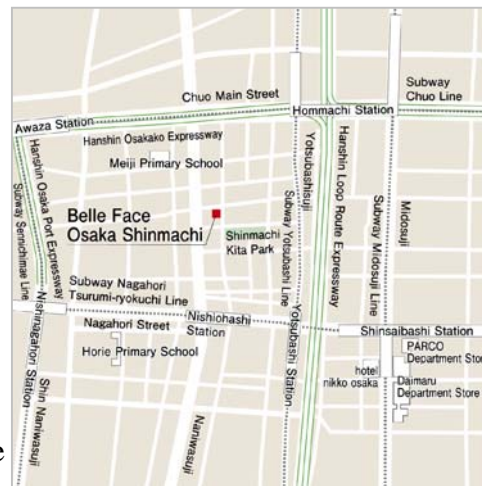 Subway
Chuo Line
Chuo Main Street
Hommachi Station
Awaza Station
Hanshin Osakako Expressway
Meiji Primary School
Hanshin Osaka Port Expressway
Subway Sennichimae Line
Belle Face
Osaka Shinmachi
Shinmachi
Kita Park
Yotsubashisuji
Subway Yotsubashi Line
Hanshin Loop Route Expressway
Subway Midosuji Line
Midosuji
Subway Nagahori
Tsurumi-ryokuchi Line
Nishinagahori Station
Nagahori Street
Nishiohashi
Station
Yotsubashi Station
Shinsaibashi Station
Horie Primary School
PARCO
Department Store
hotel
nikko osaka
Daimaru
Department Store
Shin Naniwasuji
Naniwasuji
e